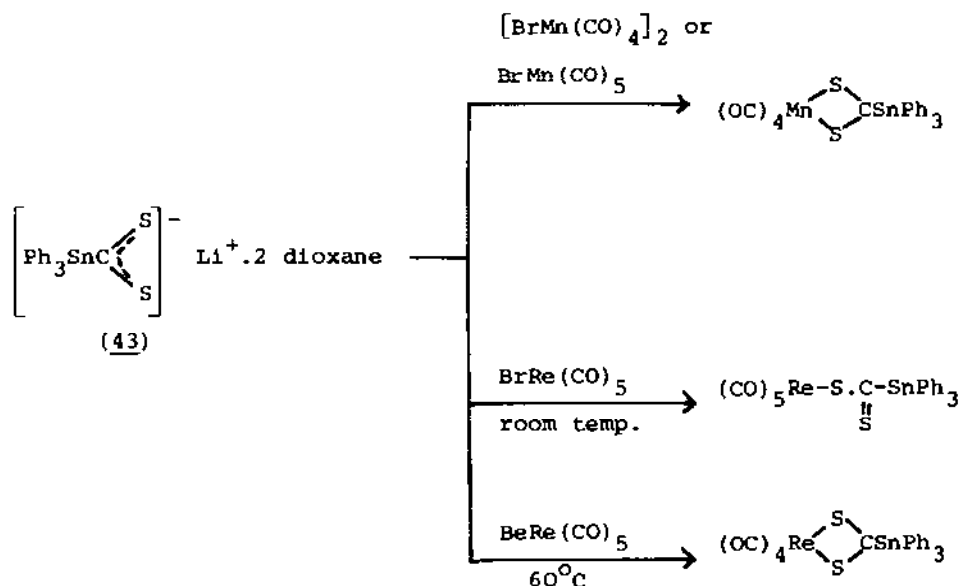 [BrMn(CO)4]2 or
BrMn(CO)5
(OC)4Mn S S CSnPh3
[Ph3SnC S S]− Li+.2 dioxane
(43)
BrRe(CO)5
room temp.
(CO)5Re-S.C-SnPh3
S
BeRe(CO)5
60°C
(OC)4Re S S CSnPh3